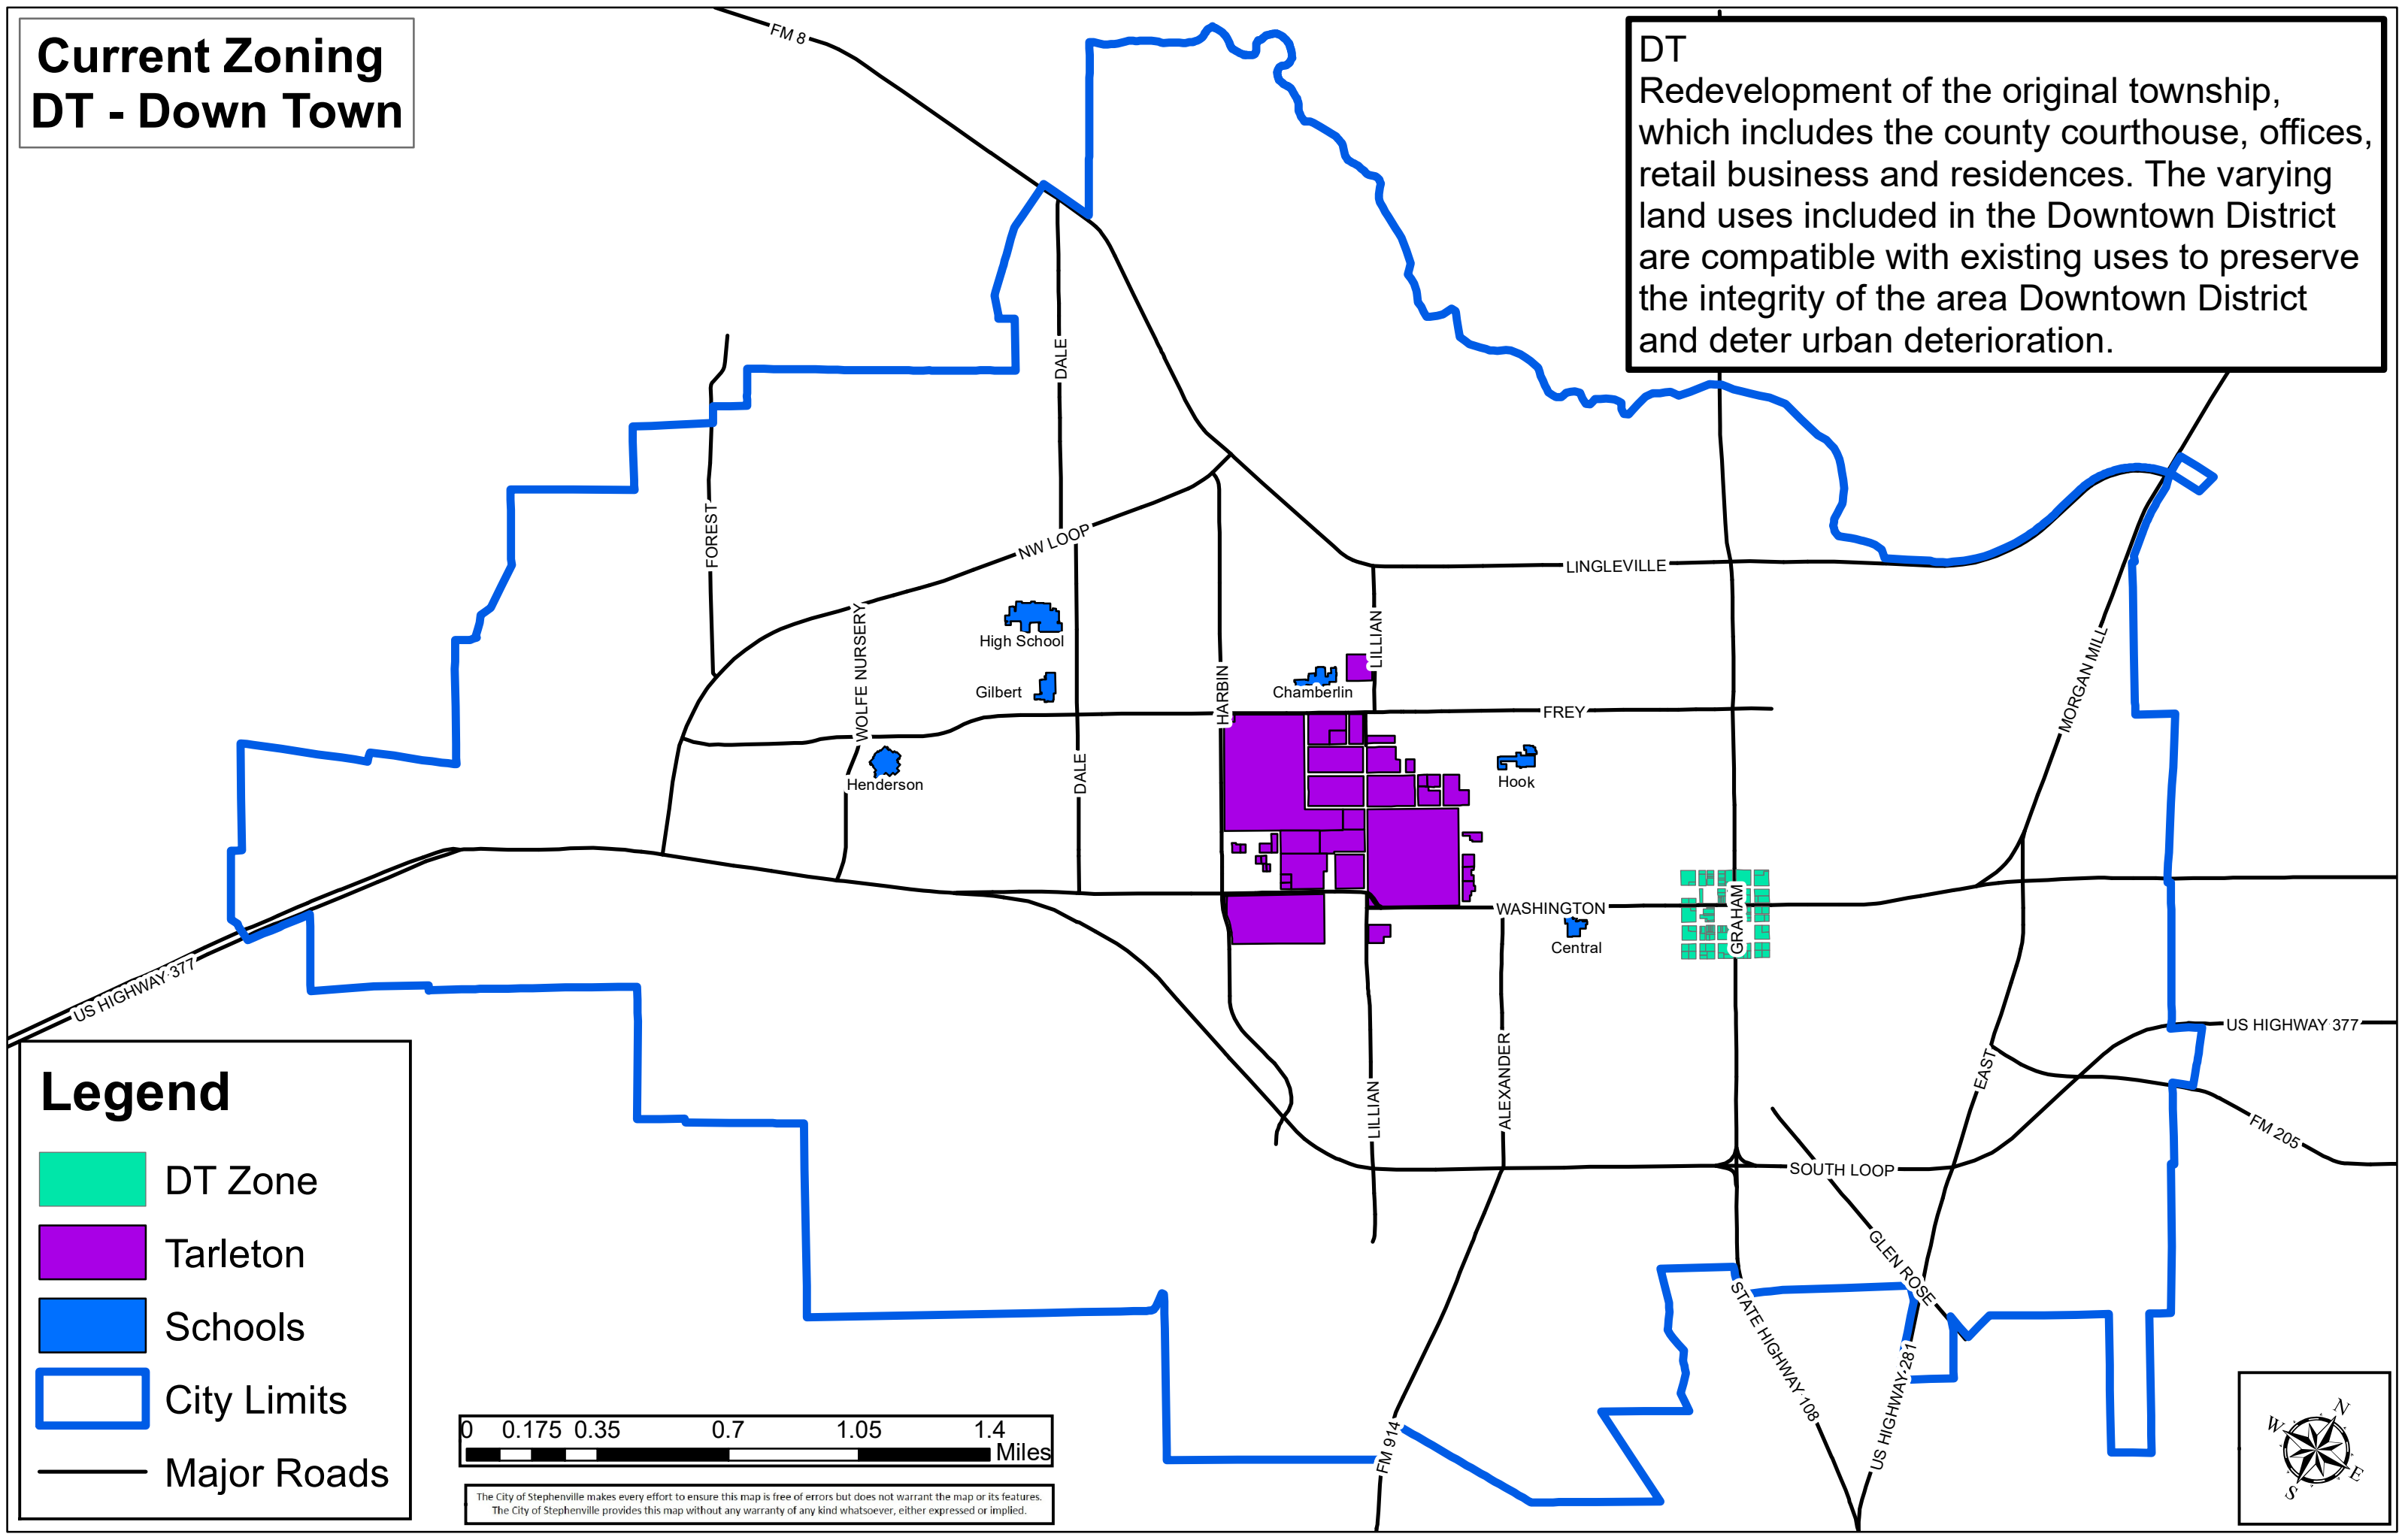 Current Zoning
DT - Down Town
DT
Redevelopment of the original township,
which includes the county courthouse, offices,
retail business and residences. The varying
land uses included in the Downtown District
are compatible with existing uses to preserve
the integrity of the area Downtown District
and deter urban deterioration.
FM 8
DALE
FOREST
NW LOOP
LINGLEVILLE
WOLFE NURSERY
High School
Gilbert
HARBIN
LILLIAN
Chamberlin
FREY
MORGAN MILL
Henderson
DALE
Hook
WASHINGTON
GRAHAM
Central
US HIGHWAY 377
US HIGHWAY 377
LILLIAN
ALEXANDER
EAST
FM 205
SOUTH LOOP
GLEN ROSE
STATE HIGHWAY 108
US HIGHWAY 281
FM 914
Legend
DT Zone
Tarleton
Schools
City Limits
Major Roads
0 0.175 0.35 0.7 1.05 1.4
Miles
The City of Stephenville makes every effort to ensure this map is free of errors but does not warrant the map or its features.
The City of Stephenville provides this map without any warranty of any kind whatsoever, either expressed or implied.
N
W
E
S